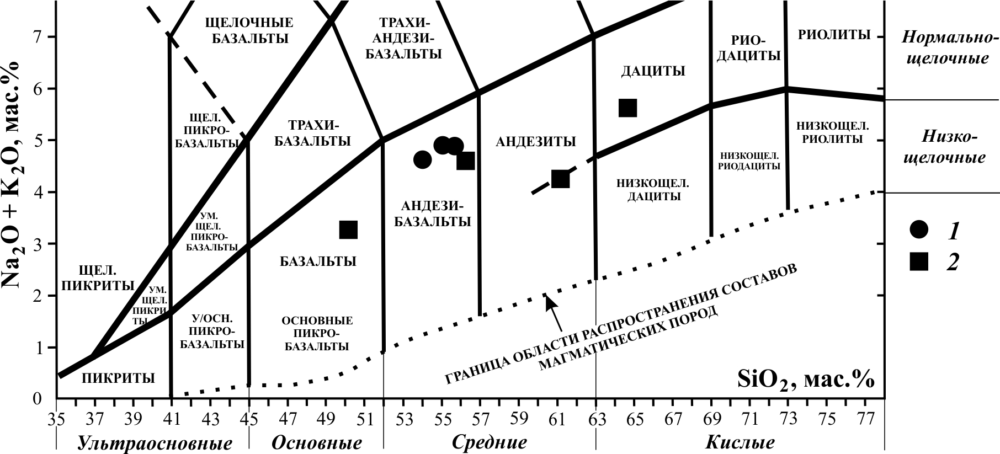 Na₂O + K₂O, мас.%
7
6
5
4
3
2
1
0
ЩЕЛОЧНЫЕ
БАЗАЛЬТЫ
ТРАХИ-
АНДЕЗИ-
БАЗАЛЬТЫ
ДАЦИТЫ
РИО-
ДАЦИТЫ
РИОЛИТЫ
Нормально-
щелочные
ЩЕЛ.
ПИКРО-
БАЗАЛЬТЫ
ТРАХИ-
БАЗАЛЬТЫ
АНДЕЗИТЫ
НИЗКОЩЕЛ.
РИОЛИТЫ
НИЗКОЩЕЛ.
РИОДАЦИТЫ
Низко-
щелочные
НИЗКОЩЕЛ.
ДАЦИТЫ
АНДЕЗИ-
БАЗАЛЬТЫ
УМ.
ЩЕЛ.
ПИКРО-
БАЗАЛЬТЫ
БАЗАЛЬТЫ
ЩЕЛ.
ПИКРИТЫ
УМ.
ЩЕЛ.
ПИКРИ
ТЫ
У/ОСН.
ПИКРО-
БАЗАЛЬТЫ
ОСНОВНЫЕ
ПИКРО-
БАЗАЛЬТЫ
ПИКРИТЫ
ГРАНИЦА ОБЛАСТИ РАСПРОСТРАНЕНИЯ СОСТАВОВ
МАГМАТИЧЕСКИХ ПОРОД
1
2
SiO₂, мас.%
35 37 39 41 43 45 47 49 51 53 55 57 59 61 63 65 67 69 71 73 75 77
Ультраосновные Основные Средние Кислые